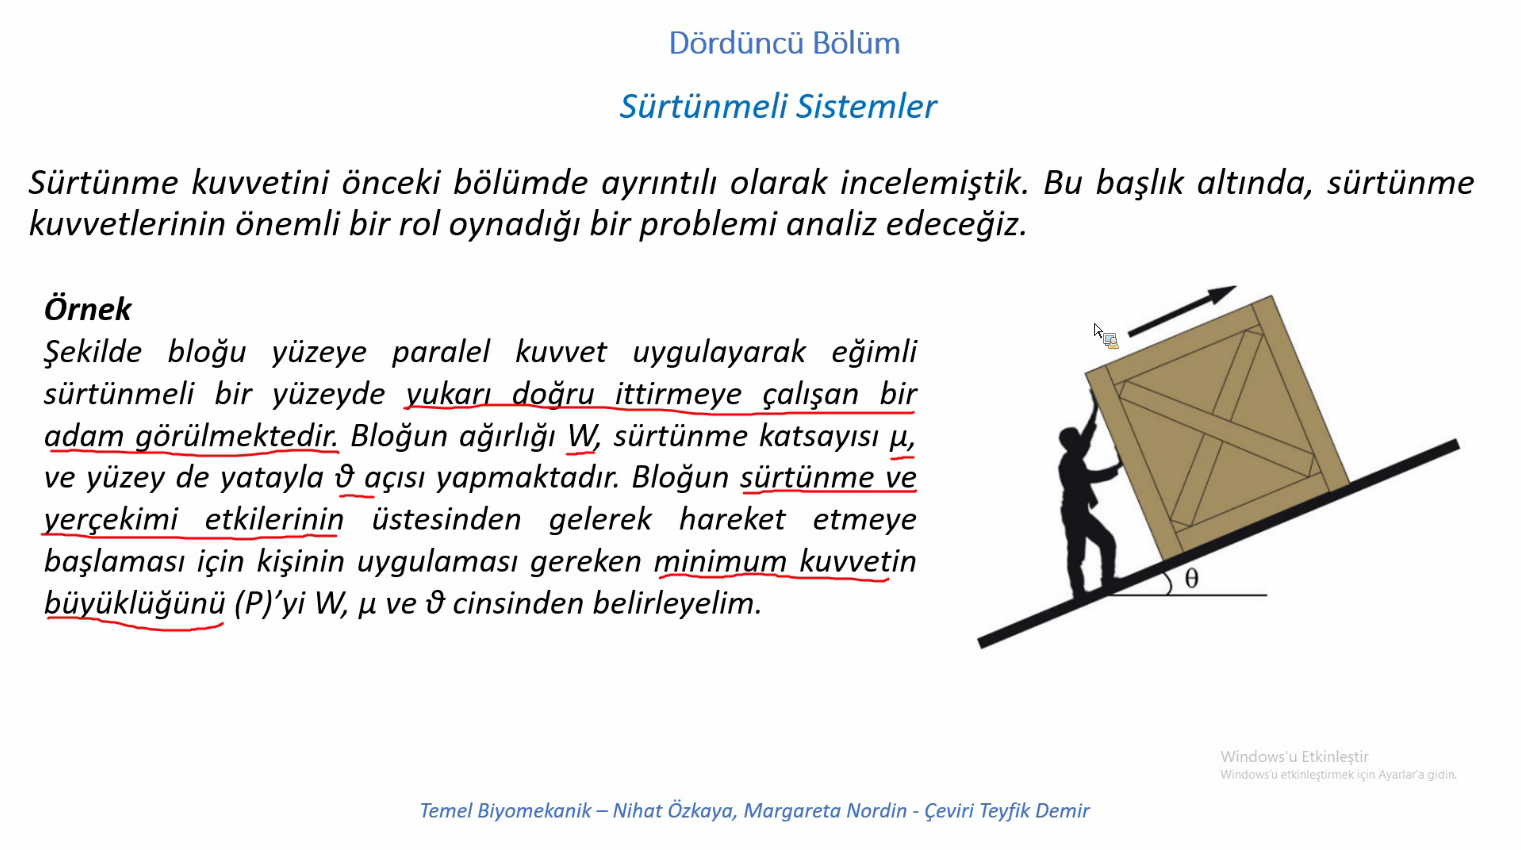 Dördüncü Bölüm
Sürtünmeli Sistemler
Sürtünme kuvvetini önceki bölümde ayrıntılı olarak incelemiştik. Bu başlık altında, sürtünme
kuvvetlerinin önemli bir rol oynadığı bir problemi analiz edeceğiz.
Örnek
Şekilde bloğu yüzeye paralel kuvvet uygulayarak eğimli
sürtünmeli bir yüzeyde yukarı doğru ittirmeye çalışan bir
adam görülmektedir. Bloğun ağırlığı W, sürtünme katsayısı μ,
ve yüzey de yatayla ϑ açısı yapmaktadır. Bloğun sürtünme ve
yerçekimi etkilerinin üstesinden gelerek hareket etmeye
başlaması için kişinin uygulaması gereken minimum kuvvetin
büyüklüğünü (P)’yi W, μ ve ϑ cinsinden belirleyelim.
θ
Windows'u Etkinleştir
Windows'u etkinleştirmek için Ayarlar'a gidin.
Temel Biyomekanik – Nihat Özkaya, Margareta Nordin - Çeviri Teyfik Demir